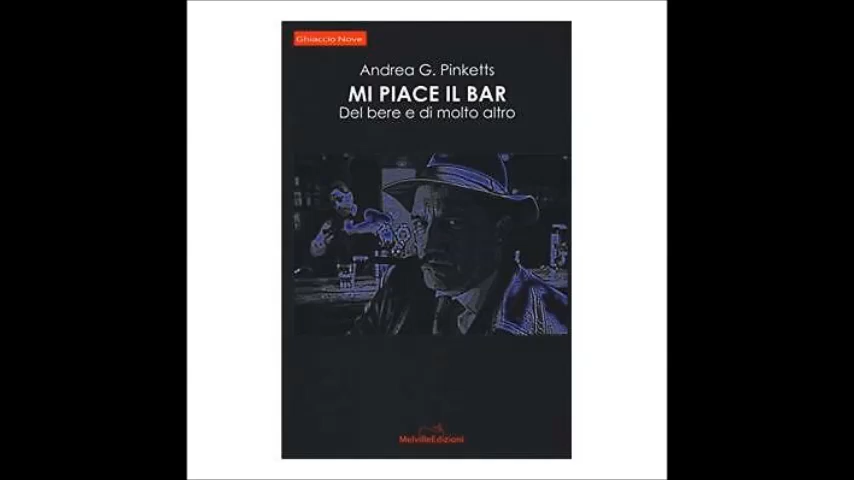 Ghiaccio Nove
Andrea G. Pinketts
MI PIACE IL BAR
Del bere e di molto altro
MelvilleEdizioni